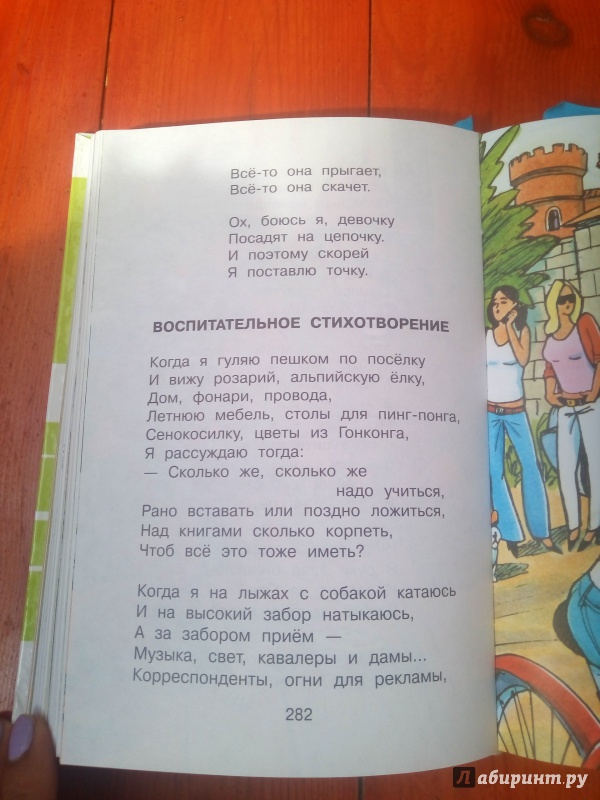 Всё-то она прыгает,
Всё-то она скачет.
Ох, боюсь я, девочку
Посадят на цепочку.
И поэтому скорей
Я поставлю точку.
ВОСПИТАТЕЛЬНОЕ СТИХОТВОРЕНИЕ
Когда я гуляю пешком по посёлку
И вижу розарий, альпийскую ёлку,
Дом, фонари, провода,
Летнюю мебель, столы для пинг-понга,
Сенокосилку, цветы из Гонконга,
Я рассуждаю тогда:
— Сколько же, сколько же
надо учиться,
Рано вставать или поздно ложиться,
Над книгами сколько корпеть,
Чтоб всё это тоже иметь?
Когда я на лыжах с собакой катаюсь
И на высокий забор натыкаюсь,
А за забором приём —
Музыка, свет, кавалеры и дамы...
Корреспонденты, огни для рекламы,
282
Лабиринт.ру